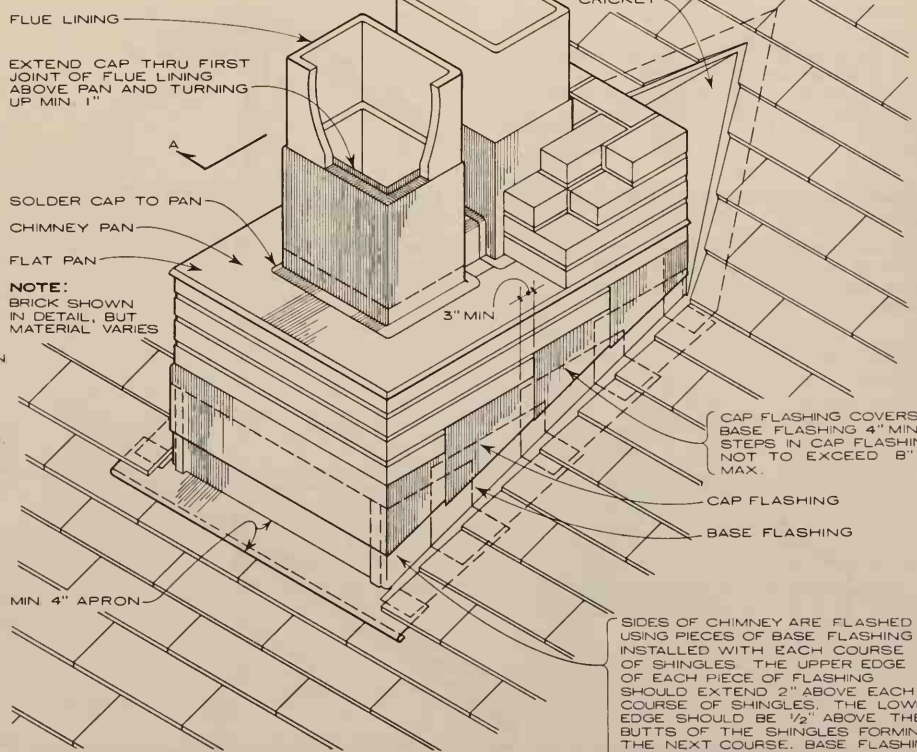 CRICKET
FLUE LINING
EXTEND CAP THRU FIRST
JOINT OF FLUE LINING
ABOVE PAN AND TURNING
UP MIN. 1"
A
SOLDER CAP TO PAN
CHIMNEY PAN
FLAT PAN
NOTE:
BRICK SHOWN
IN DETAIL, BUT
MATERIAL VARIES
3" MIN
CAP FLASHING COVERS
BASE FLASHING 4" MIN
STEPS IN CAP FLASHIN
NOT TO EXCEED 8"
MAX.
CAP FLASHING
BASE FLASHING
MIN. 4" APRON
SIDES OF CHIMNEY ARE FLASHED
USING PIECES OF BASE FLASHING
INSTALLED WITH EACH COURSE
OF SHINGLES. THE UPPER EDGE
OF EACH PIECE OF FLASHING
SHOULD EXTEND 2" ABOVE EACH
COURSE OF SHINGLES. THE LOW
EDGE SHOULD BE 1/2" ABOVE THE
BUTTS OF THE SHINGLES FORMIN
THE NEXT COURSE. BASE FLASHI